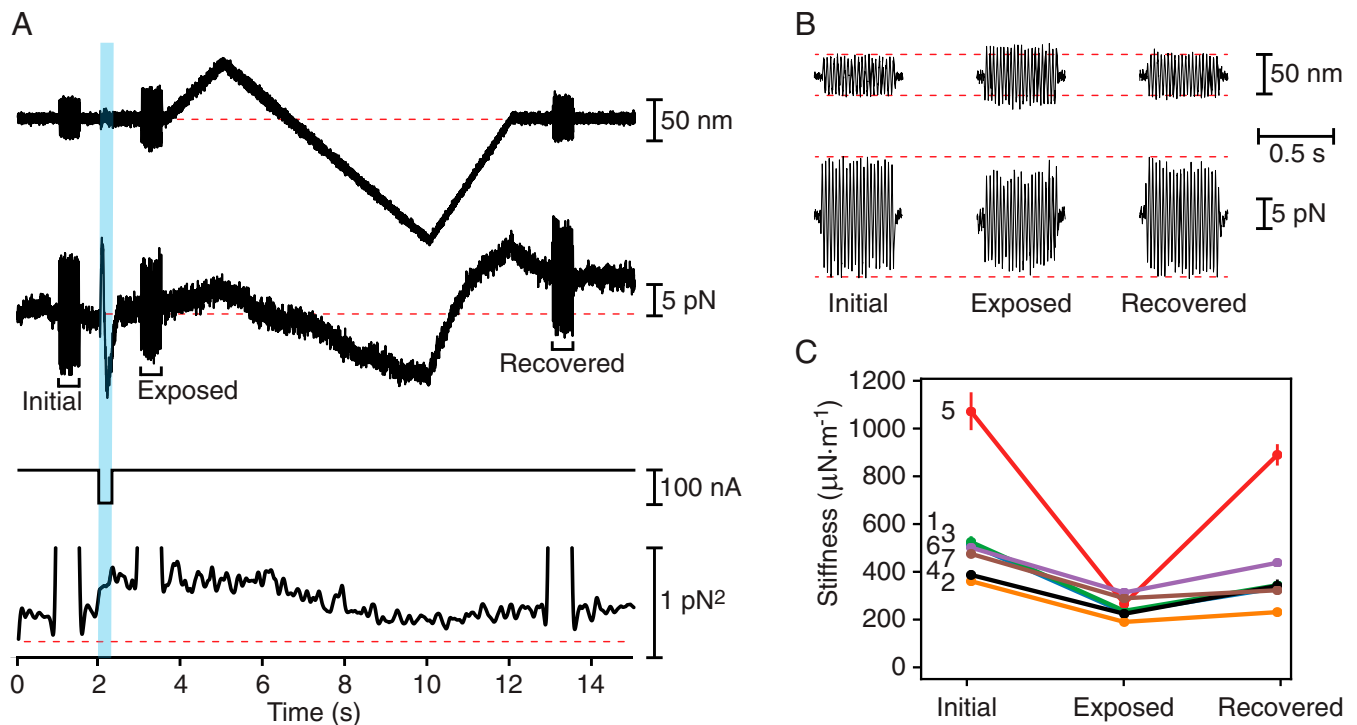 A
50 nm
5 pN
Initial
Exposed
Recovered
100 nA
1 pN2
0 2 4 6 8 10 12 14
Time (s)
B
50 nm
0.5 s
5 pN
Initial Exposed Recovered
C
Stiffness (µN·m-1)
1200
1000
800
600
400
200
0
5
1
3
6
7
4
2
Initial Exposed Recovered